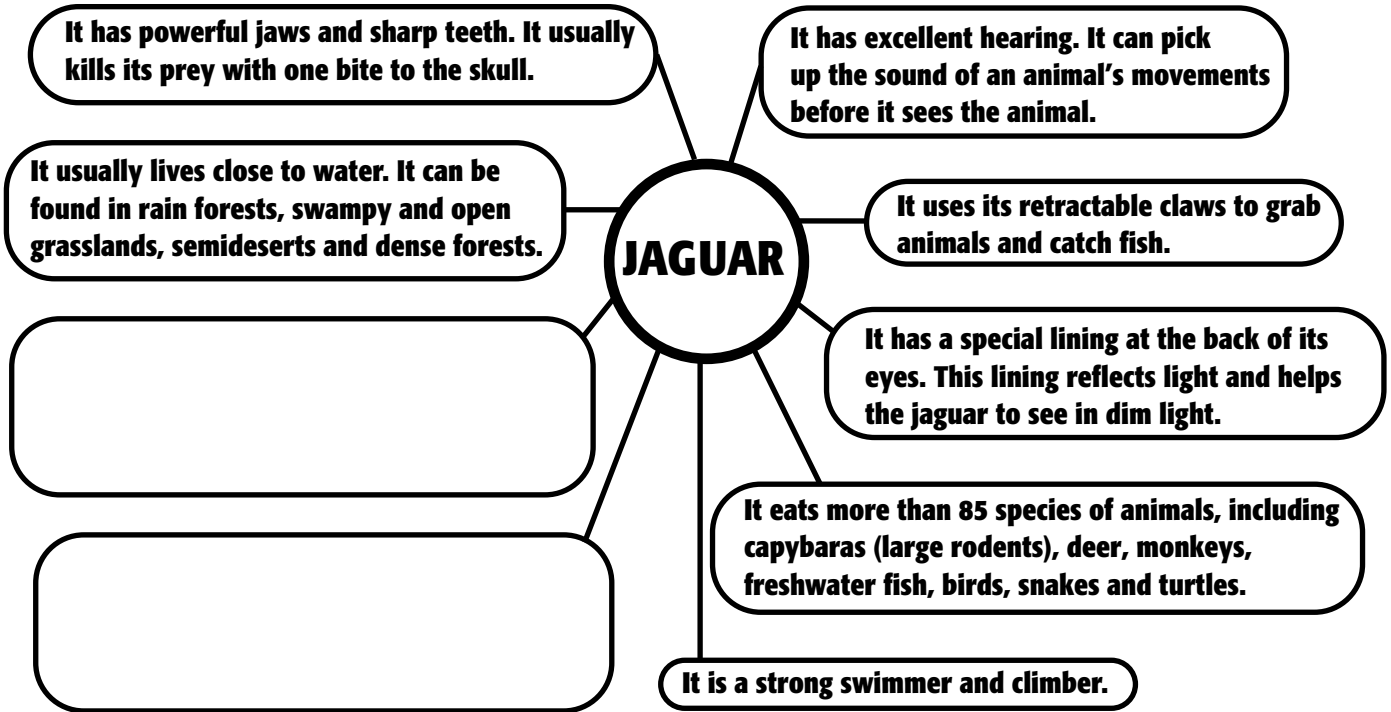 It has powerful jaws and sharp teeth. It usually
kills its prey with one bite to the skull.
It has excellent hearing. It can pick
up the sound of an animal's movements
before it sees the animal.
It usually lives close to water. It can be
found in rain forests, swampy and open
grasslands, semideserts and dense forests.
JAGUAR
It uses its retractable claws to grab
animals and catch fish.
It has a special lining at the back of its
eyes. This lining reflects light and helps
the jaguar to see in dim light.
It eats more than 85 species of animals, including
capybaras (large rodents), deer, monkeys,
freshwater fish, birds, snakes and turtles.
It is a strong swimmer and climber.